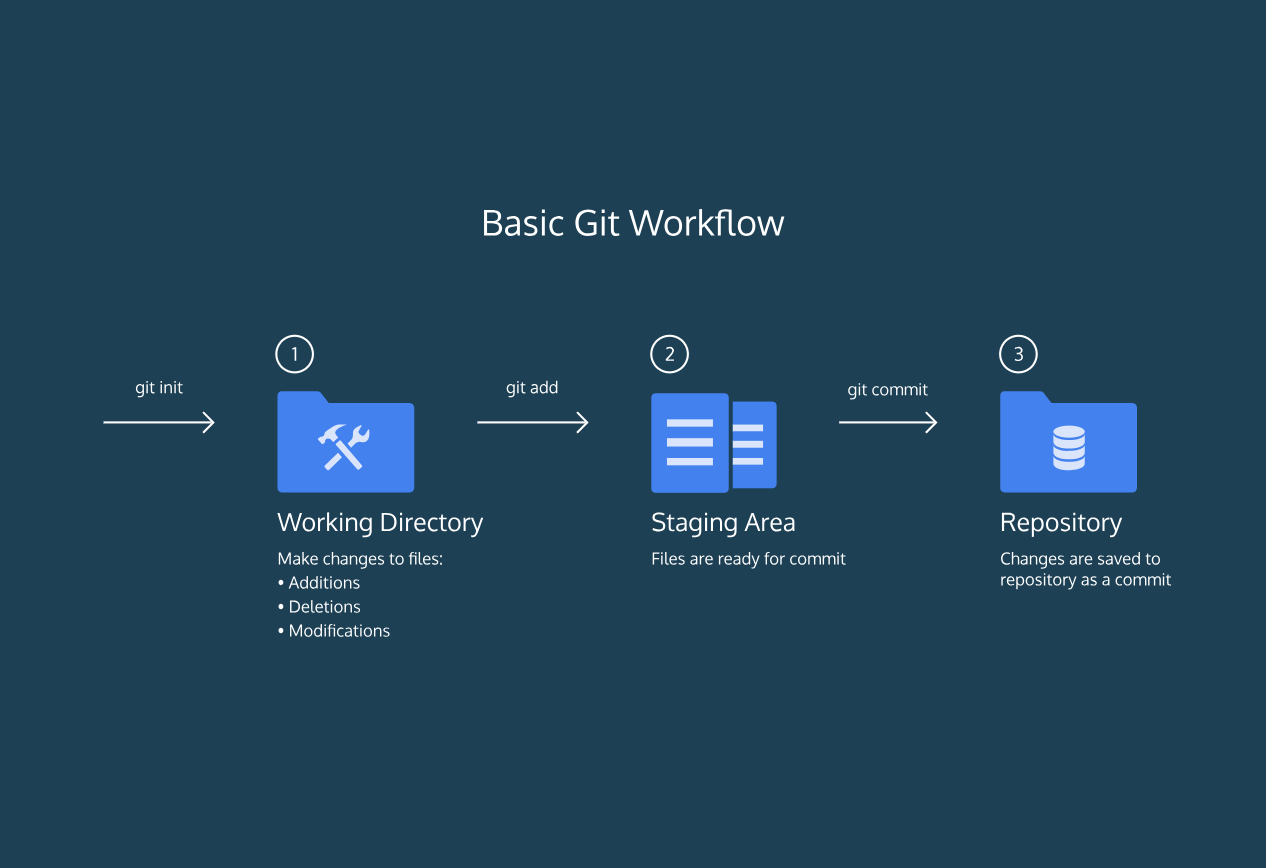 Basic Git Workflow
git init
1
Working Directory
Make changes to files:
• Additions
• Deletions
• Modifications
git add
2
Staging Area
Files are ready for commit
git commit
3
Repository
Changes are saved to
repository as a commit